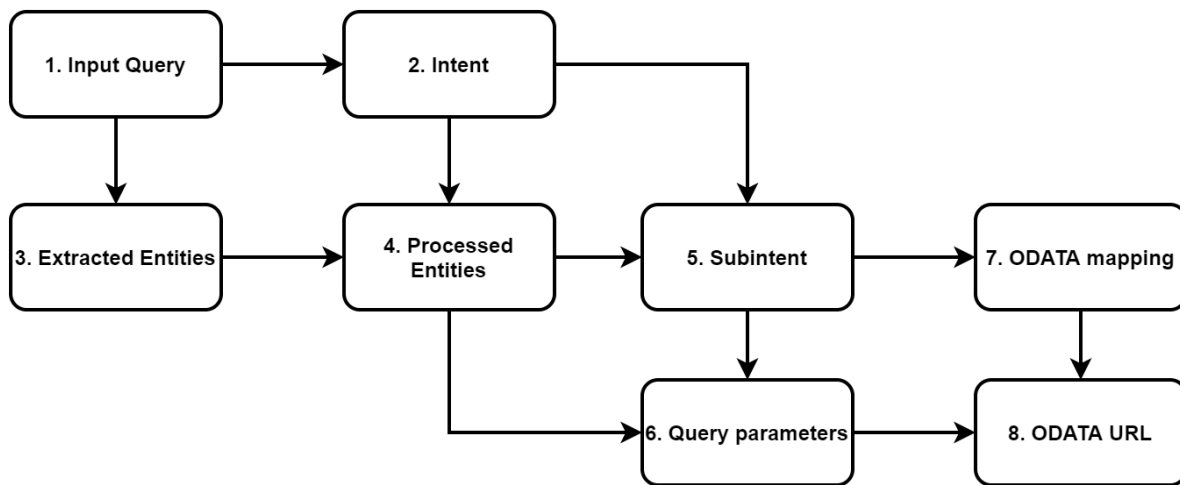 1. Input Query
2. Intent
3. Extracted Entities
4. Processed
Entities
5. Subintent
7. ODATA mapping
6. Query parameters
8. ODATA URL